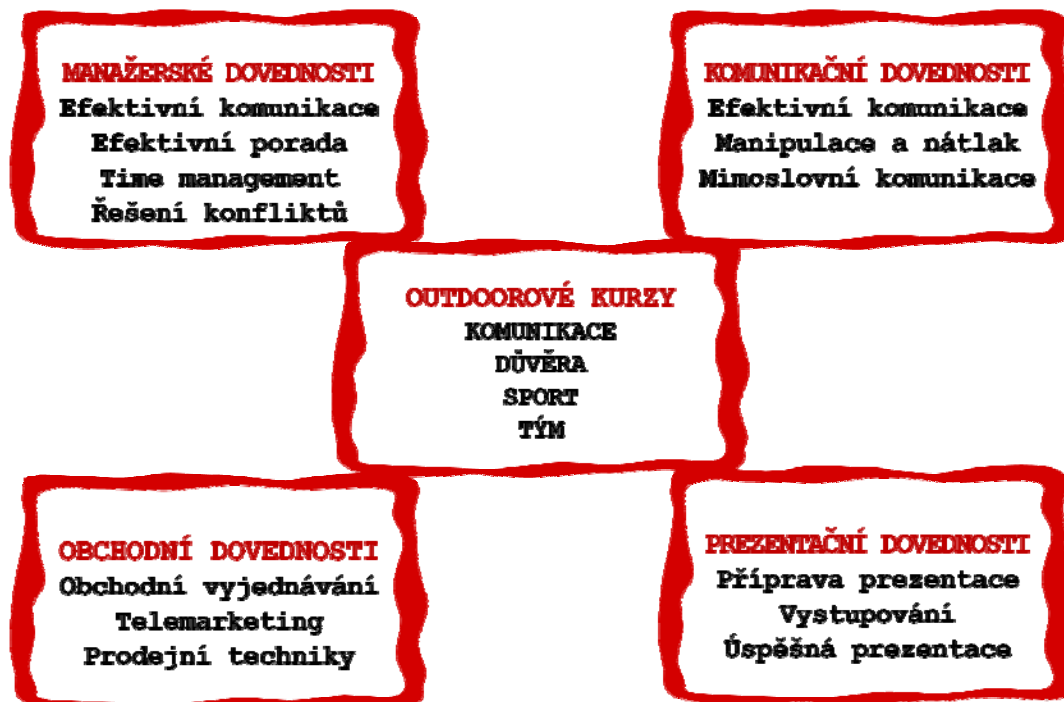 MANAŽERSKÉ DOVEDNOSTI
Efektivní komunikace
Efektivní porada
Time management
Řešení konfliktů
KOMUNIKAČNÍ DOVEDNOSTI
Efektivní komunikace
Manipulace a nátlak
Mimoslovní komunikace
OUTDOOROVÉ KURZY
KOMUNIKACE
DŮVĚRA
SPORT
TÝM
OBCHODNÍ DOVEDNOSTI
Obchodní vyjednávání
Telemarketing
Prodejní techniky
PREZENTAČNÍ DOVEDNOSTI
Příprava prezentace
Vystupování
Úspěšná prezentace